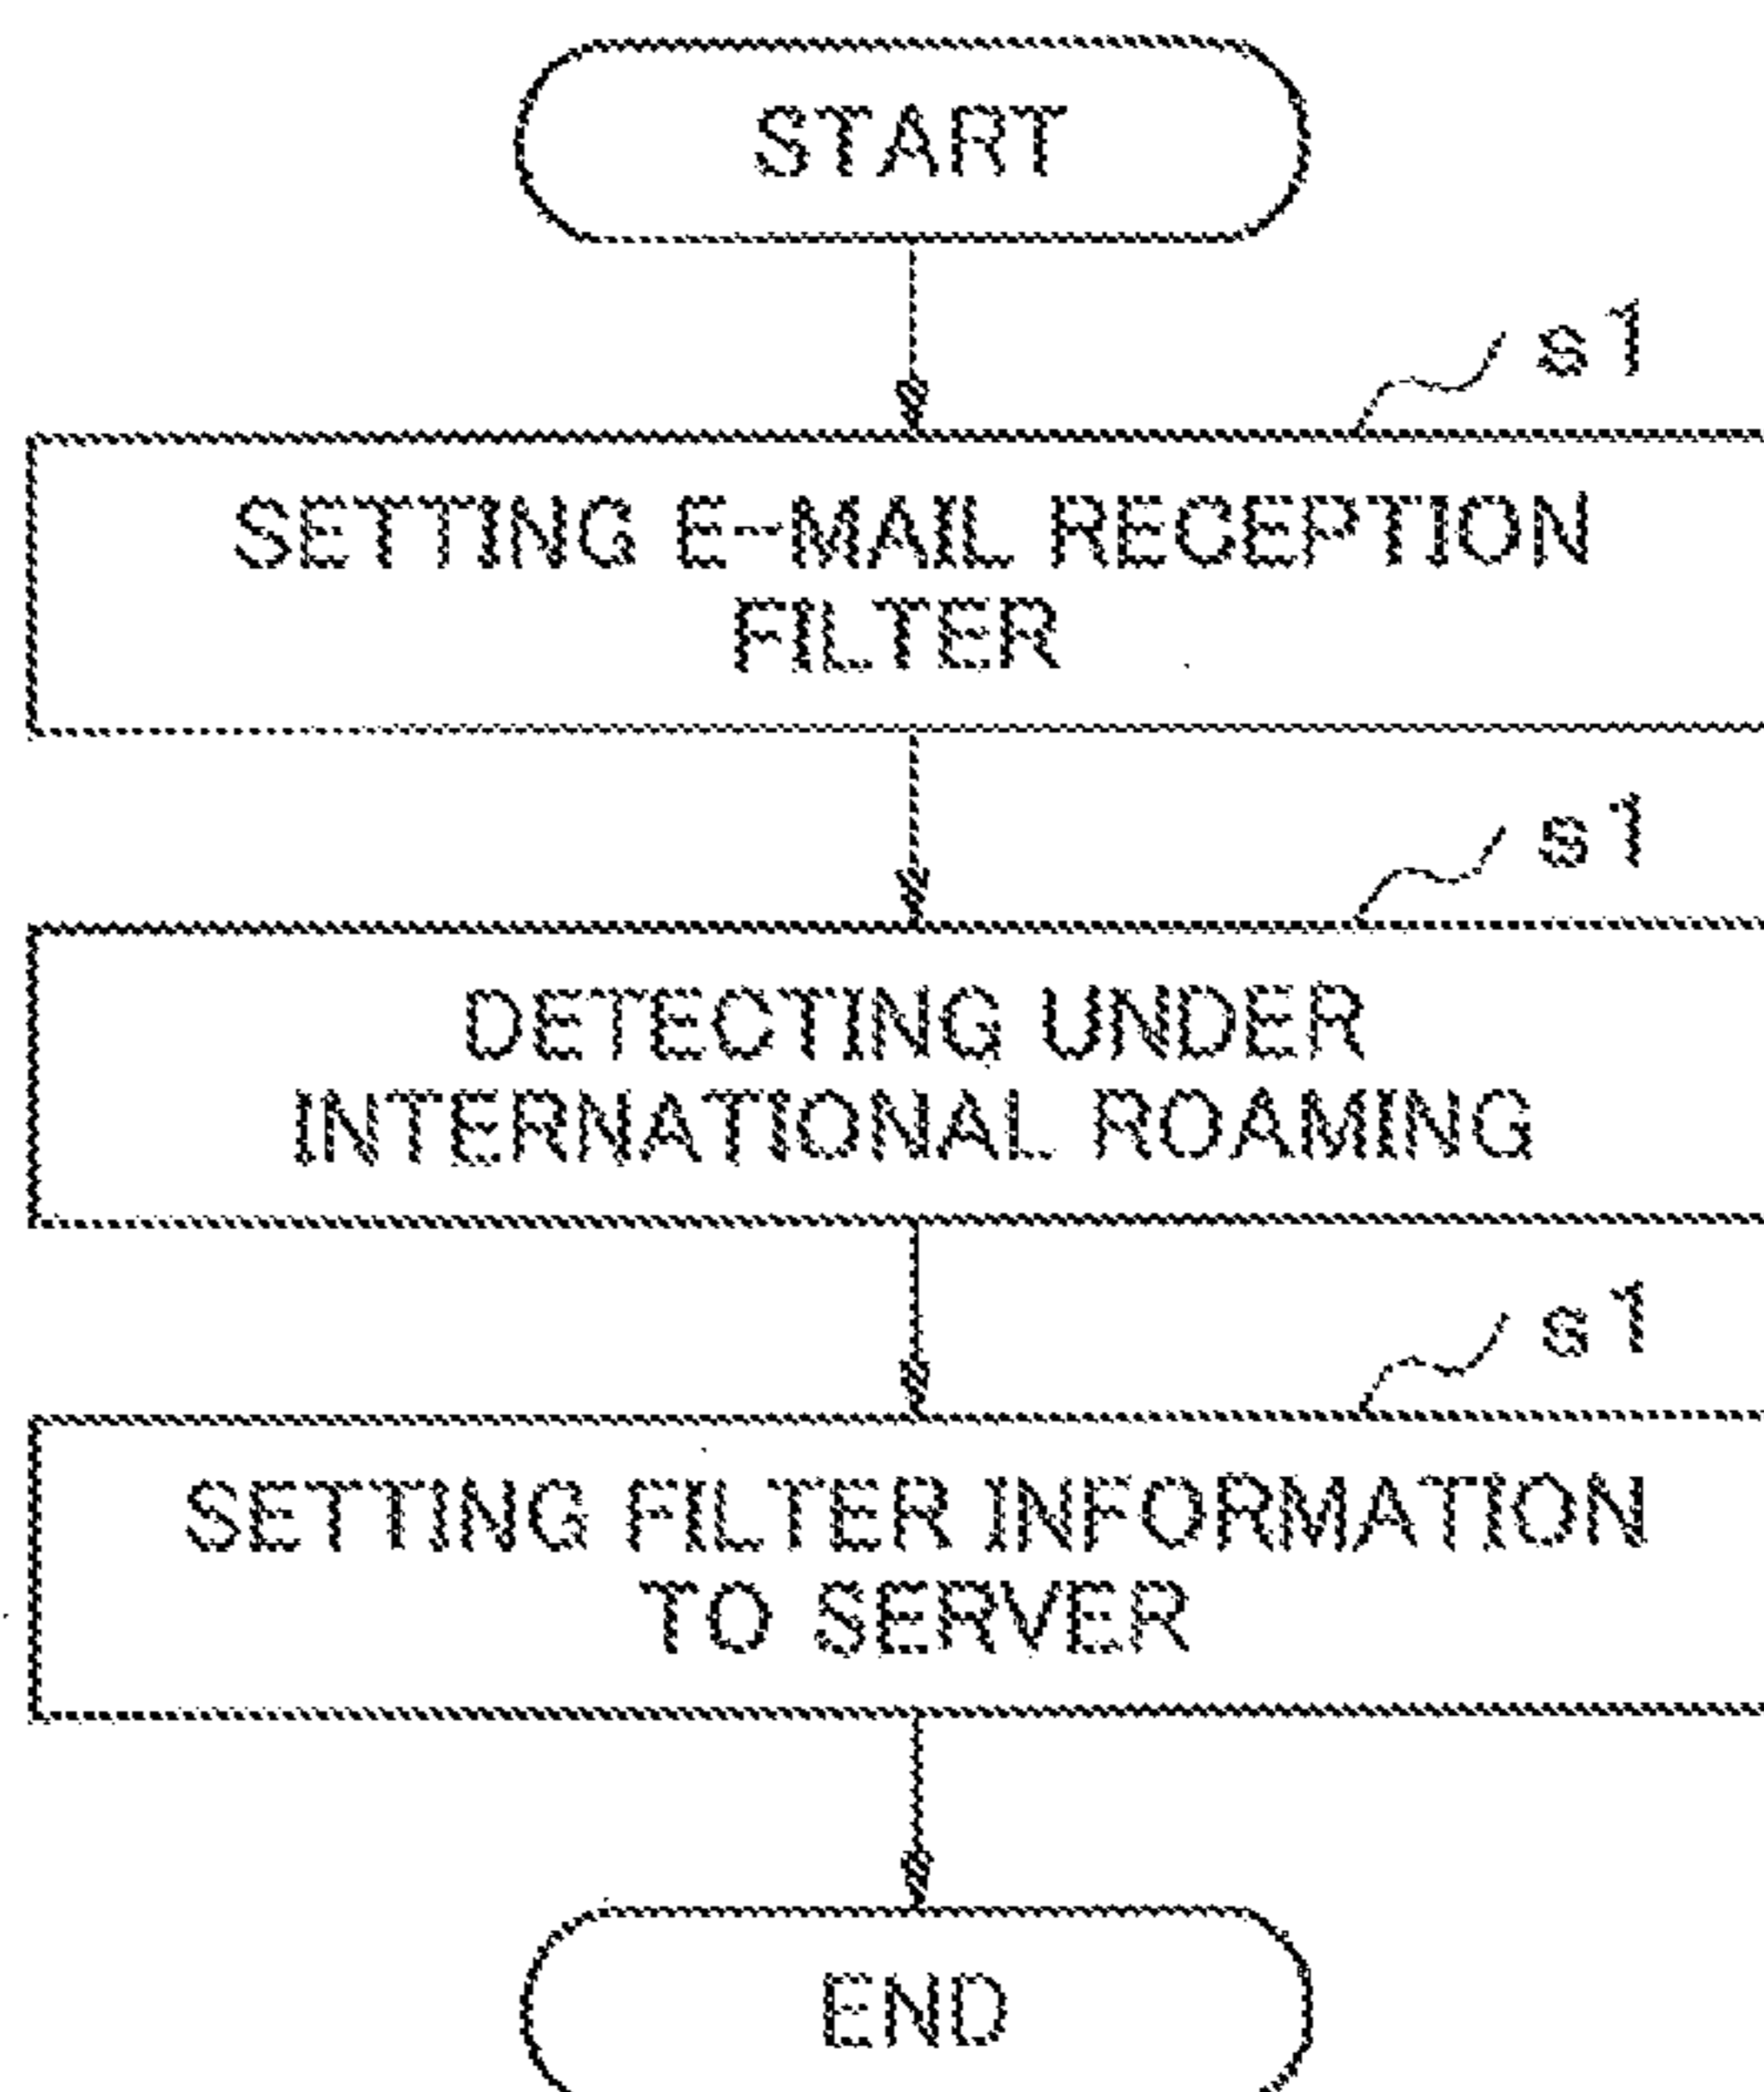 START
s1
SETTING E-MAIL RECEPTION
FILTER
s1
DETECTING UNDER
INTERNATIONAL ROAMING
s1
SETTING FILTER INFORMATION
TO SERVER
END